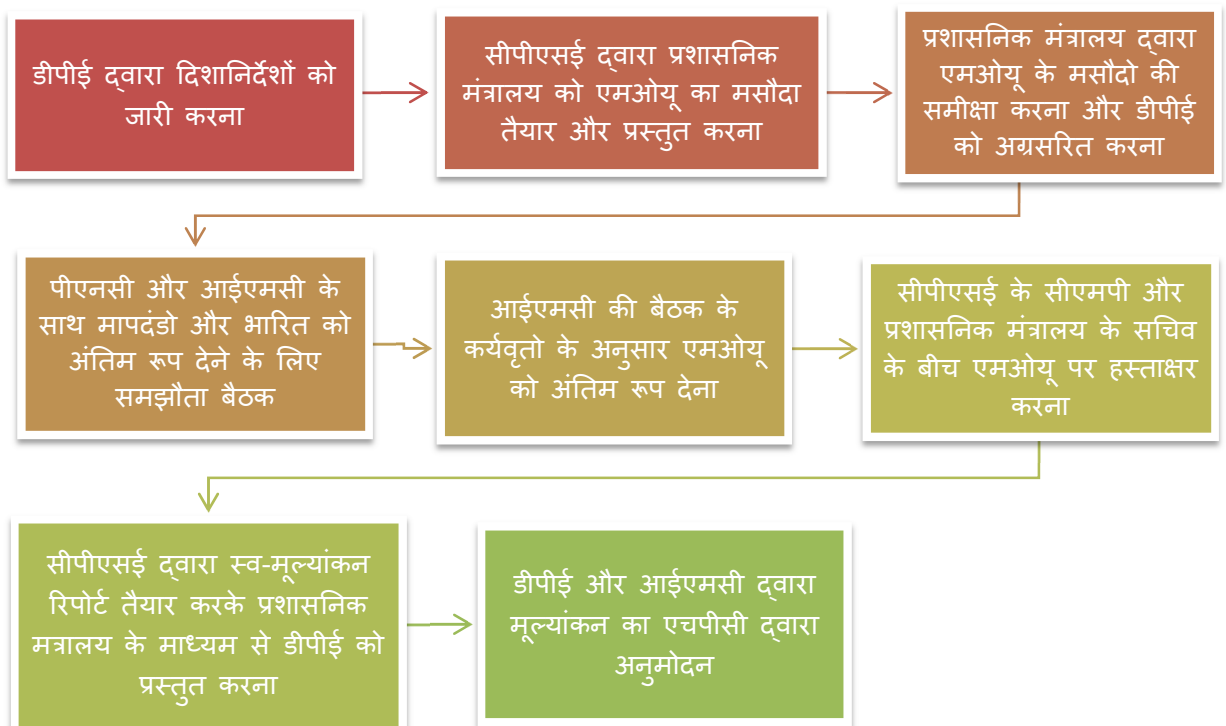 डीपीई द्वारा दिशानिर्देशों को
जारी करना
सीपीएसई द्वारा प्रशासनिक
मंत्रालय को एमओयू का मसौदा
तैयार और प्रस्तुत करना
प्रशासनिक मंत्रालय द्वारा
एमओयू के मसौदो की
समीक्षा करना और डीपीई
को अग्रसरित करना
पीएनसी और आईएमसी के
साथ मापदंडो और भारित को
अंतिम रूप देने के लिए
समझौता बैठक
आईएमसी की बैठक के
कर्यवृतो के अनुसार एमओयू
को अंतिम रूप देना
सीपीएसई के सीएमपी और
प्रशासनिक मंत्रालय के सचिव
के बीच एमओयू पर हस्ताक्षर
करना
सीपीएसई द्वारा स्व-मूल्यांकन
रिपोर्ट तैयार करके प्रशासनिक
मत्रालय के माध्यम से डीपीई को
प्रस्तुत करना
डीपीई और आईएमसी द्वारा
मूल्यांकन का एचपीसी द्वारा
अनुमोदन